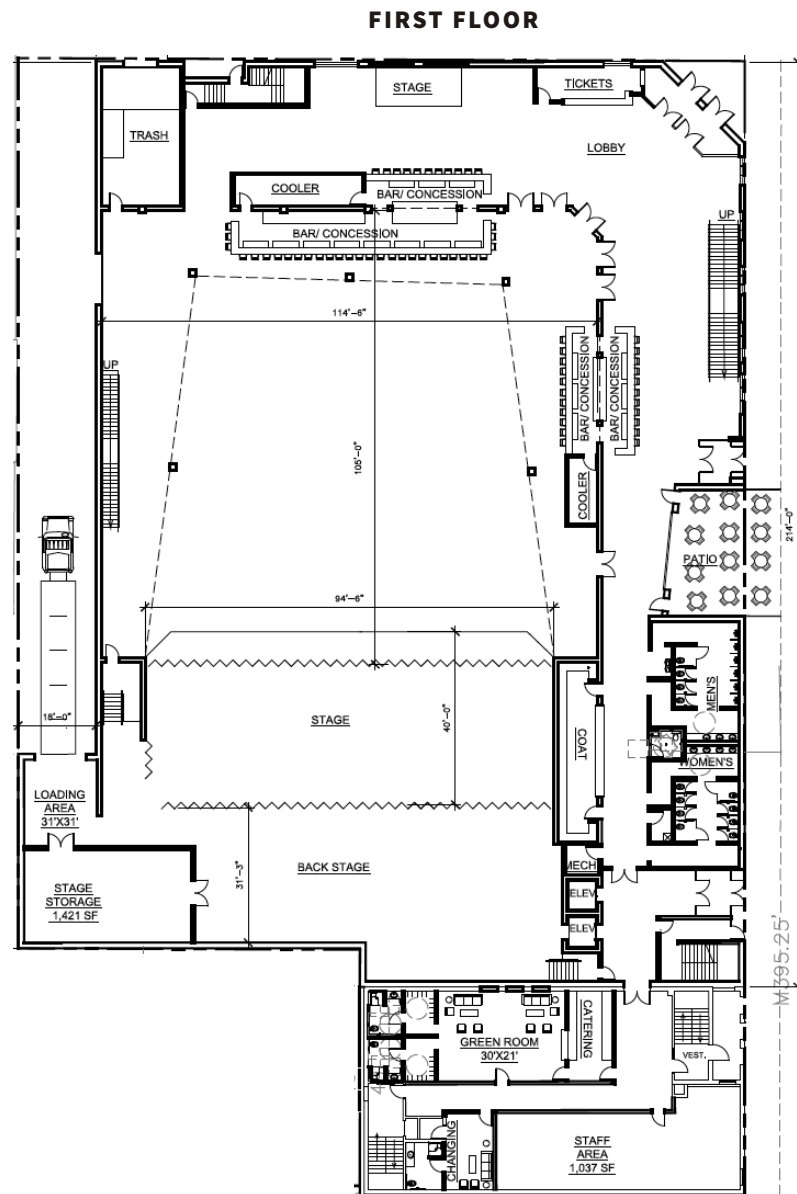 FIRST FLOOR
STAGE
TICKETS
TRASH
LOBBY
COOLER
BAR/ CONCESSION
BAR/ CONCESSION
UP
114'-6"
UP
BAR/ CONCESSION
BAR/ CONCESSION
105'-0"
COOLER
214'-0"
PATIO
94'-6"
18'-0"
STAGE
40'-0"
COAT
MEN'S
WOMEN'S
LOADING
AREA
31'X31'
31'-3"
BACK STAGE
MECH
STAGE
STORAGE
1,421 SF
ELEV.
ELEV.
M395.25'
GREEN ROOM
30'X21'
CATERING
VEST.
CHANGING
STAFF
AREA
1,037 SF